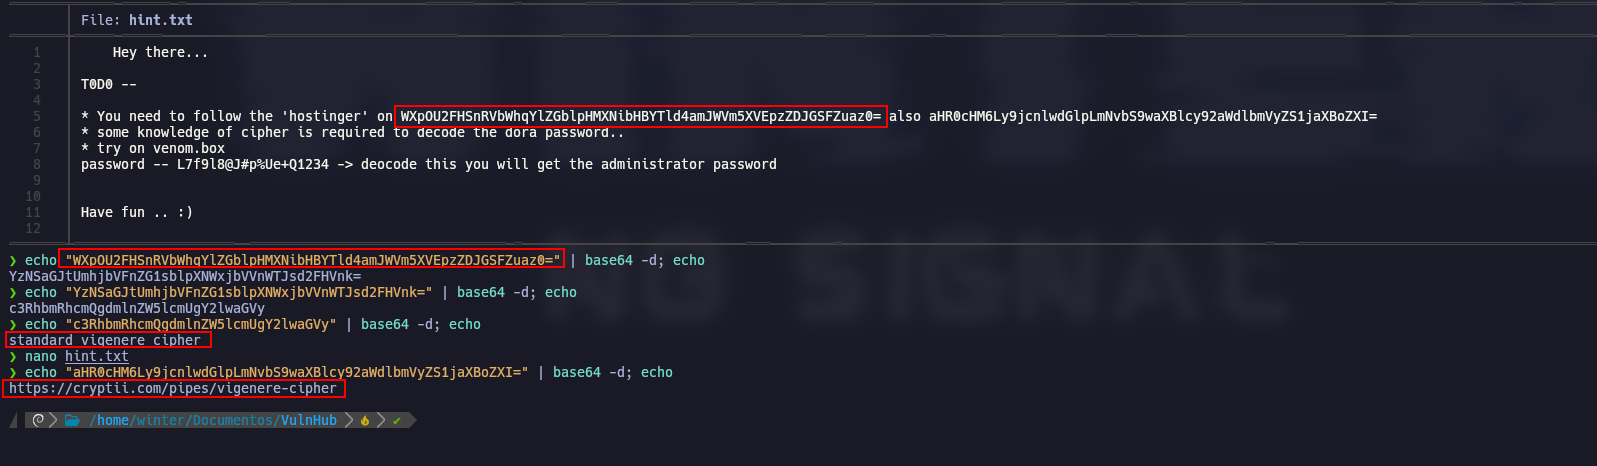 File: hint.txt
1 Hey there...
2
3 T0D0 --
4
5 * You need to follow the 'hostinger' on WXpOU2FHSnRVbWhqYlZGblpHMXNibHBYTld4amJWVm5XVEpzZDJGSFZuaz0= also aHR0cHM6Ly9jcnlwdGlpLmNvbS9waXBlcy92aWdlbmVyZS1jaXBoZXI=
6 * some knowledge of cipher is required to decode the dora password..
7 * try on venom.box
8 password -- L7f9l8@J#p%Ue+Q1234 -> deocode this you will get the administrator password
9
10
11 Have fun .. :)
12
❯ echo "WXpOU2FHSnRVbWhqYlZGblpHMXNibHBYTld4amJWVm5XVEpzZDJGSFZuaz0=" | base64 -d; echo
YzNSaGJtUmhjbVFnZG1sblpXNWxjbVVnWTJsd2FHVnk=
❯ echo "YzNSaGJtUmhjbVFnZG1sblpXNWxjbVVnWTJsd2FHVnk=" | base64 -d; echo
c3RhbmRhcmQgdmlnZW5lcmUgY2lwaGVy
❯ echo "c3RhbmRhcmQgdmlnZW5lcmUgY2lwaGVy" | base64 -d; echo
standard vigenere cipher
❯ nano hint.txt
❯ echo "aHR0cHM6Ly9jcnlwdGlpLmNvbS9waXBlcy92aWdlbmVyZS1jaXBoZXI=" | base64 -d; echo
https://cryptii.com/pipes/vigenere-cipher
/home/winter/Documentos/VulnHub
NO SIGNAL